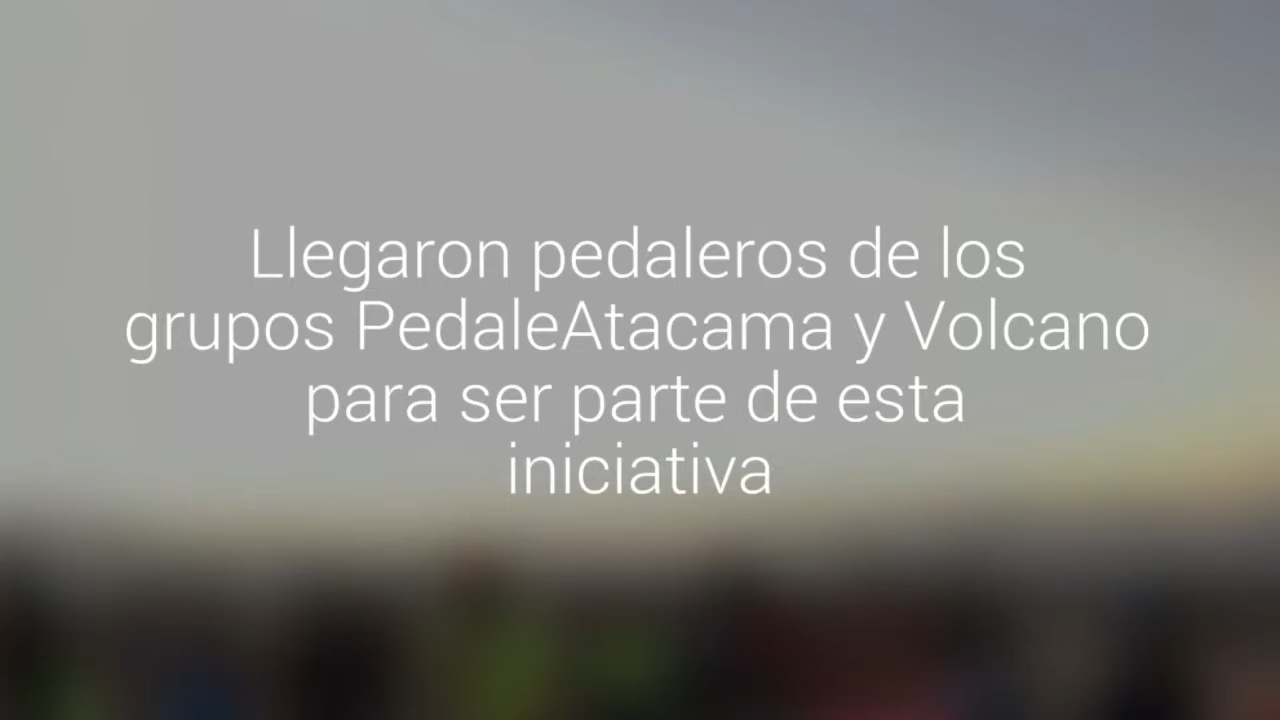 Llegaron pedaleros de los
grupos PedaleAtacama y Volcano
para ser parte de esta
iniciativa